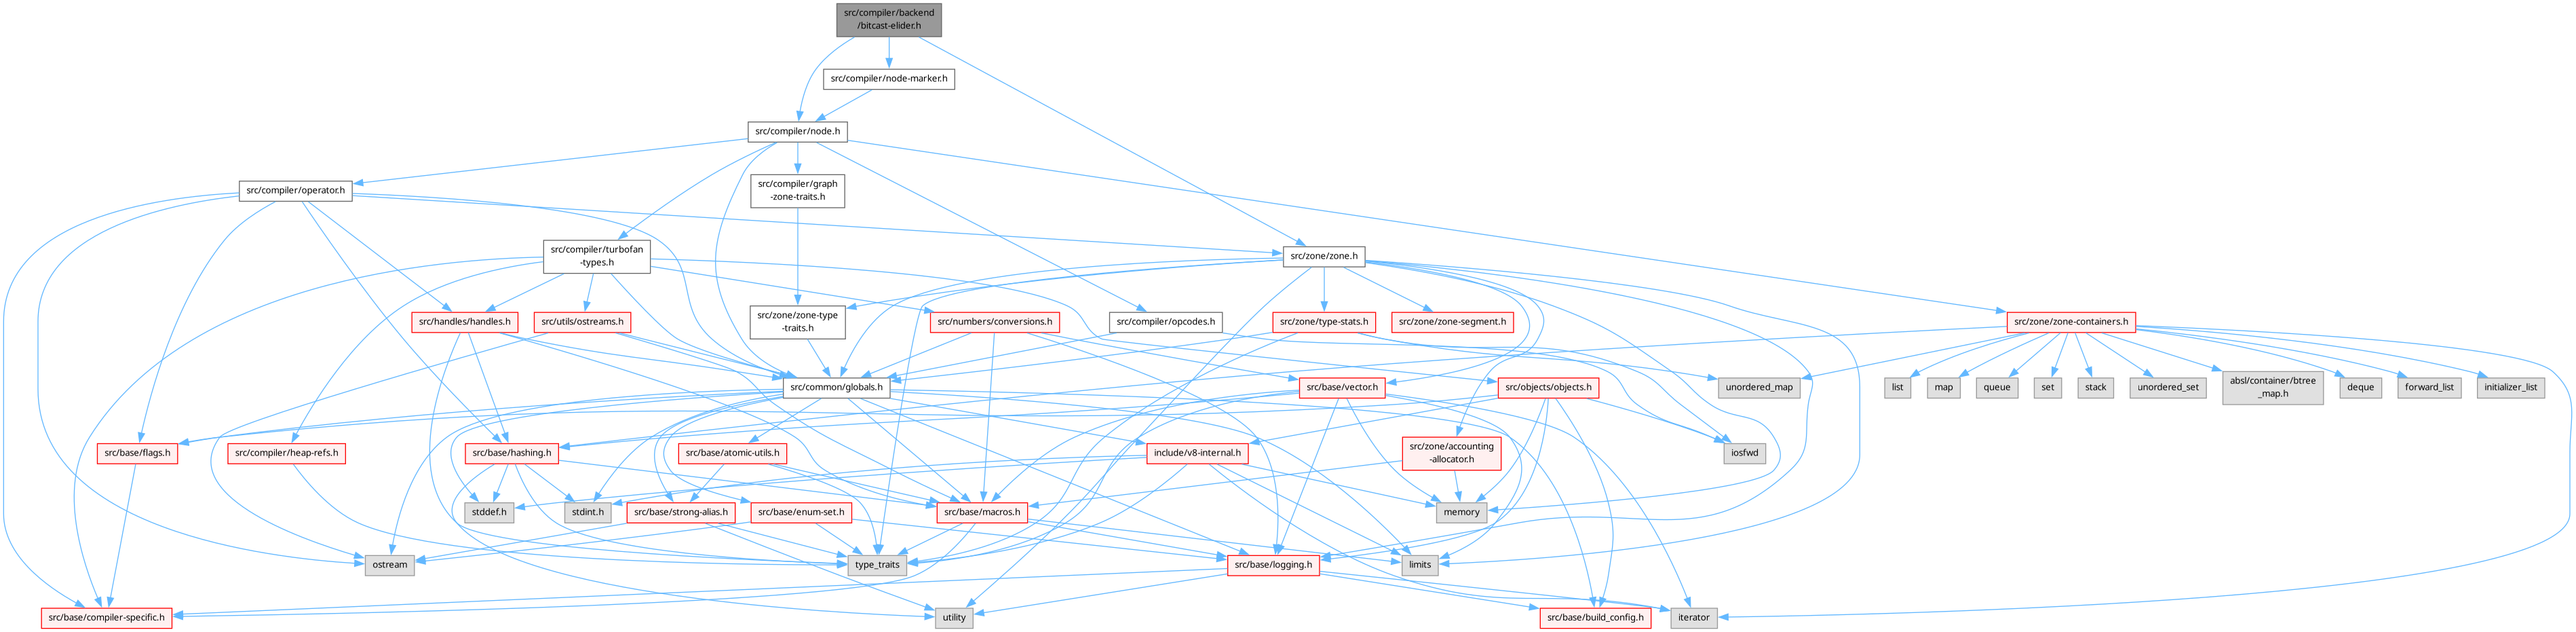 src/compiler/backend
/bitcast-elider.h
src/compiler/node-marker.h
src/compiler/node.h
src/compiler/operator.h
src/compiler/graph
-zone-traits.h
src/compiler/turbofan
-types.h
src/zone/zone.h
src/handles/handles.h
src/utils/ostreams.h
src/zone/zone-type
-traits.h
src/numbers/conversions.h
src/compiler/opcodes.h
src/zone/type-stats.h
src/zone/zone-segment.h
src/zone/zone-containers.h
src/common/globals.h
src/base/vector.h
src/objects/objects.h
unordered_map
list
map
queue
set
stack
unordered_set
absl/container/btree
_map.h
deque
forward_list
initializer_list
src/base/flags.h
src/compiler/heap-refs.h
src/base/hashing.h
src/base/atomic-utils.h
include/v8-internal.h
src/zone/accounting
-allocator.h
iosfwd
stddef.h
stdint.h
src/base/strong-alias.h
src/base/enum-set.h
src/base/macros.h
memory
ostream
type_traits
src/base/logging.h
limits
src/base/compiler-specific.h
utility
src/base/build_config.h
iterator